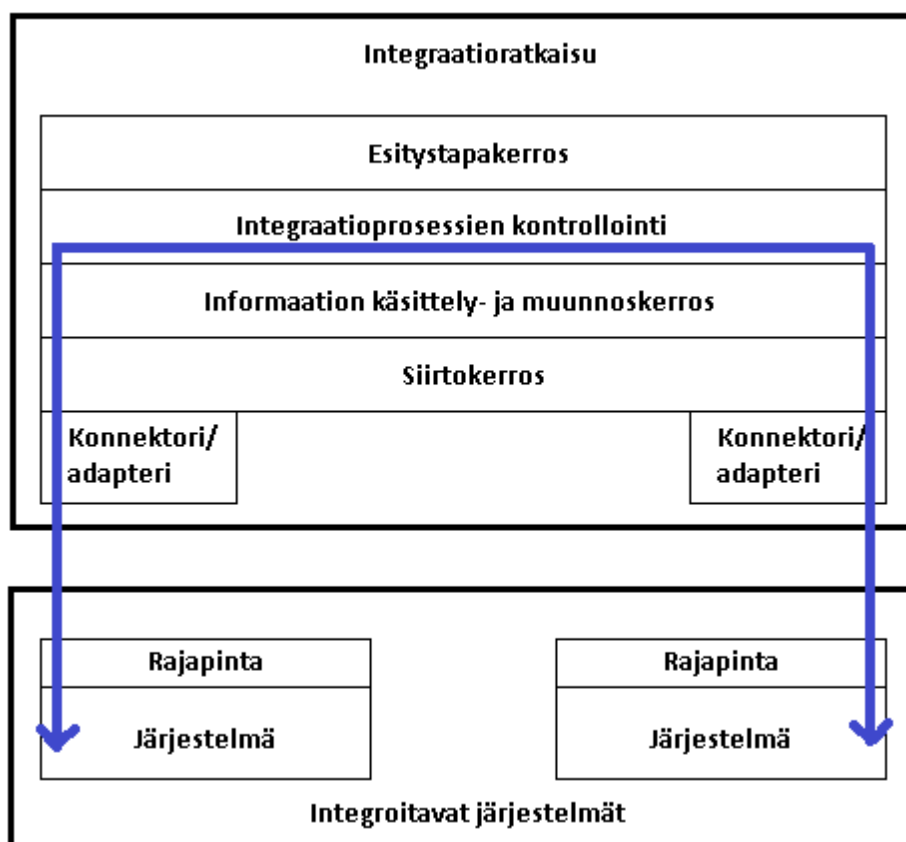 Integraatioratkaisu
Esitystapakerros
Integraatioprosessien kontrollointi
Informaation käsittely- ja muunnoskerros
Siirtokerros
Konnektori/
adapteri
Konnektori/
adapteri
Rajapinta
Rajapinta
Järjestelmä
Järjestelmä
Integroitavat järjestelmät